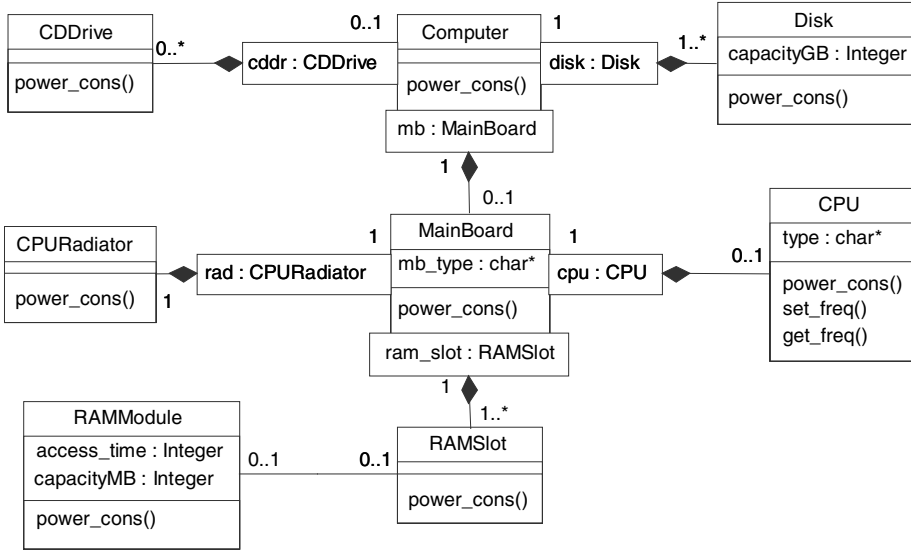 CDDrive
power_cons()
0..*
cddr : CDDrive
0..1
Computer
power_cons()
1
disk : Disk
1..*
Disk
capacityGB : Integer
power_cons()
mb : MainBoard
1
0..1
CPURadiator
power_cons()
1
rad : CPURadiator
1
MainBoard
mb_type : char*
power_cons()
1
cpu : CPU
0..1
CPU
type : char*
power_cons()
set_freq()
get_freq()
ram_slot : RAMSlot
1
1..*
RAMModule
access_time : Integer
capacityMB : Integer
power_cons()
0..1
0..1
RAMSlot
power_cons()